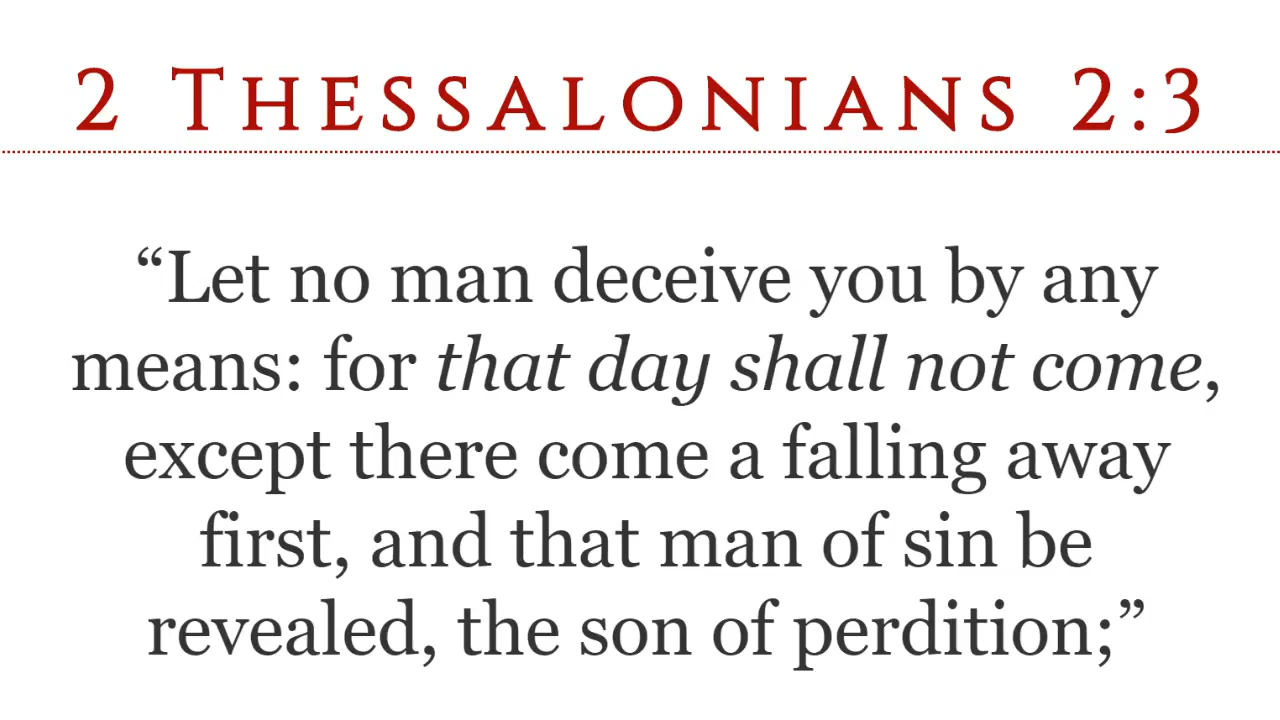 2 Thessalonians 2:3
“Let no man deceive you by any
means: for that day shall not come,
except there come a falling away
first, and that man of sin be
revealed, the son of perdition;”